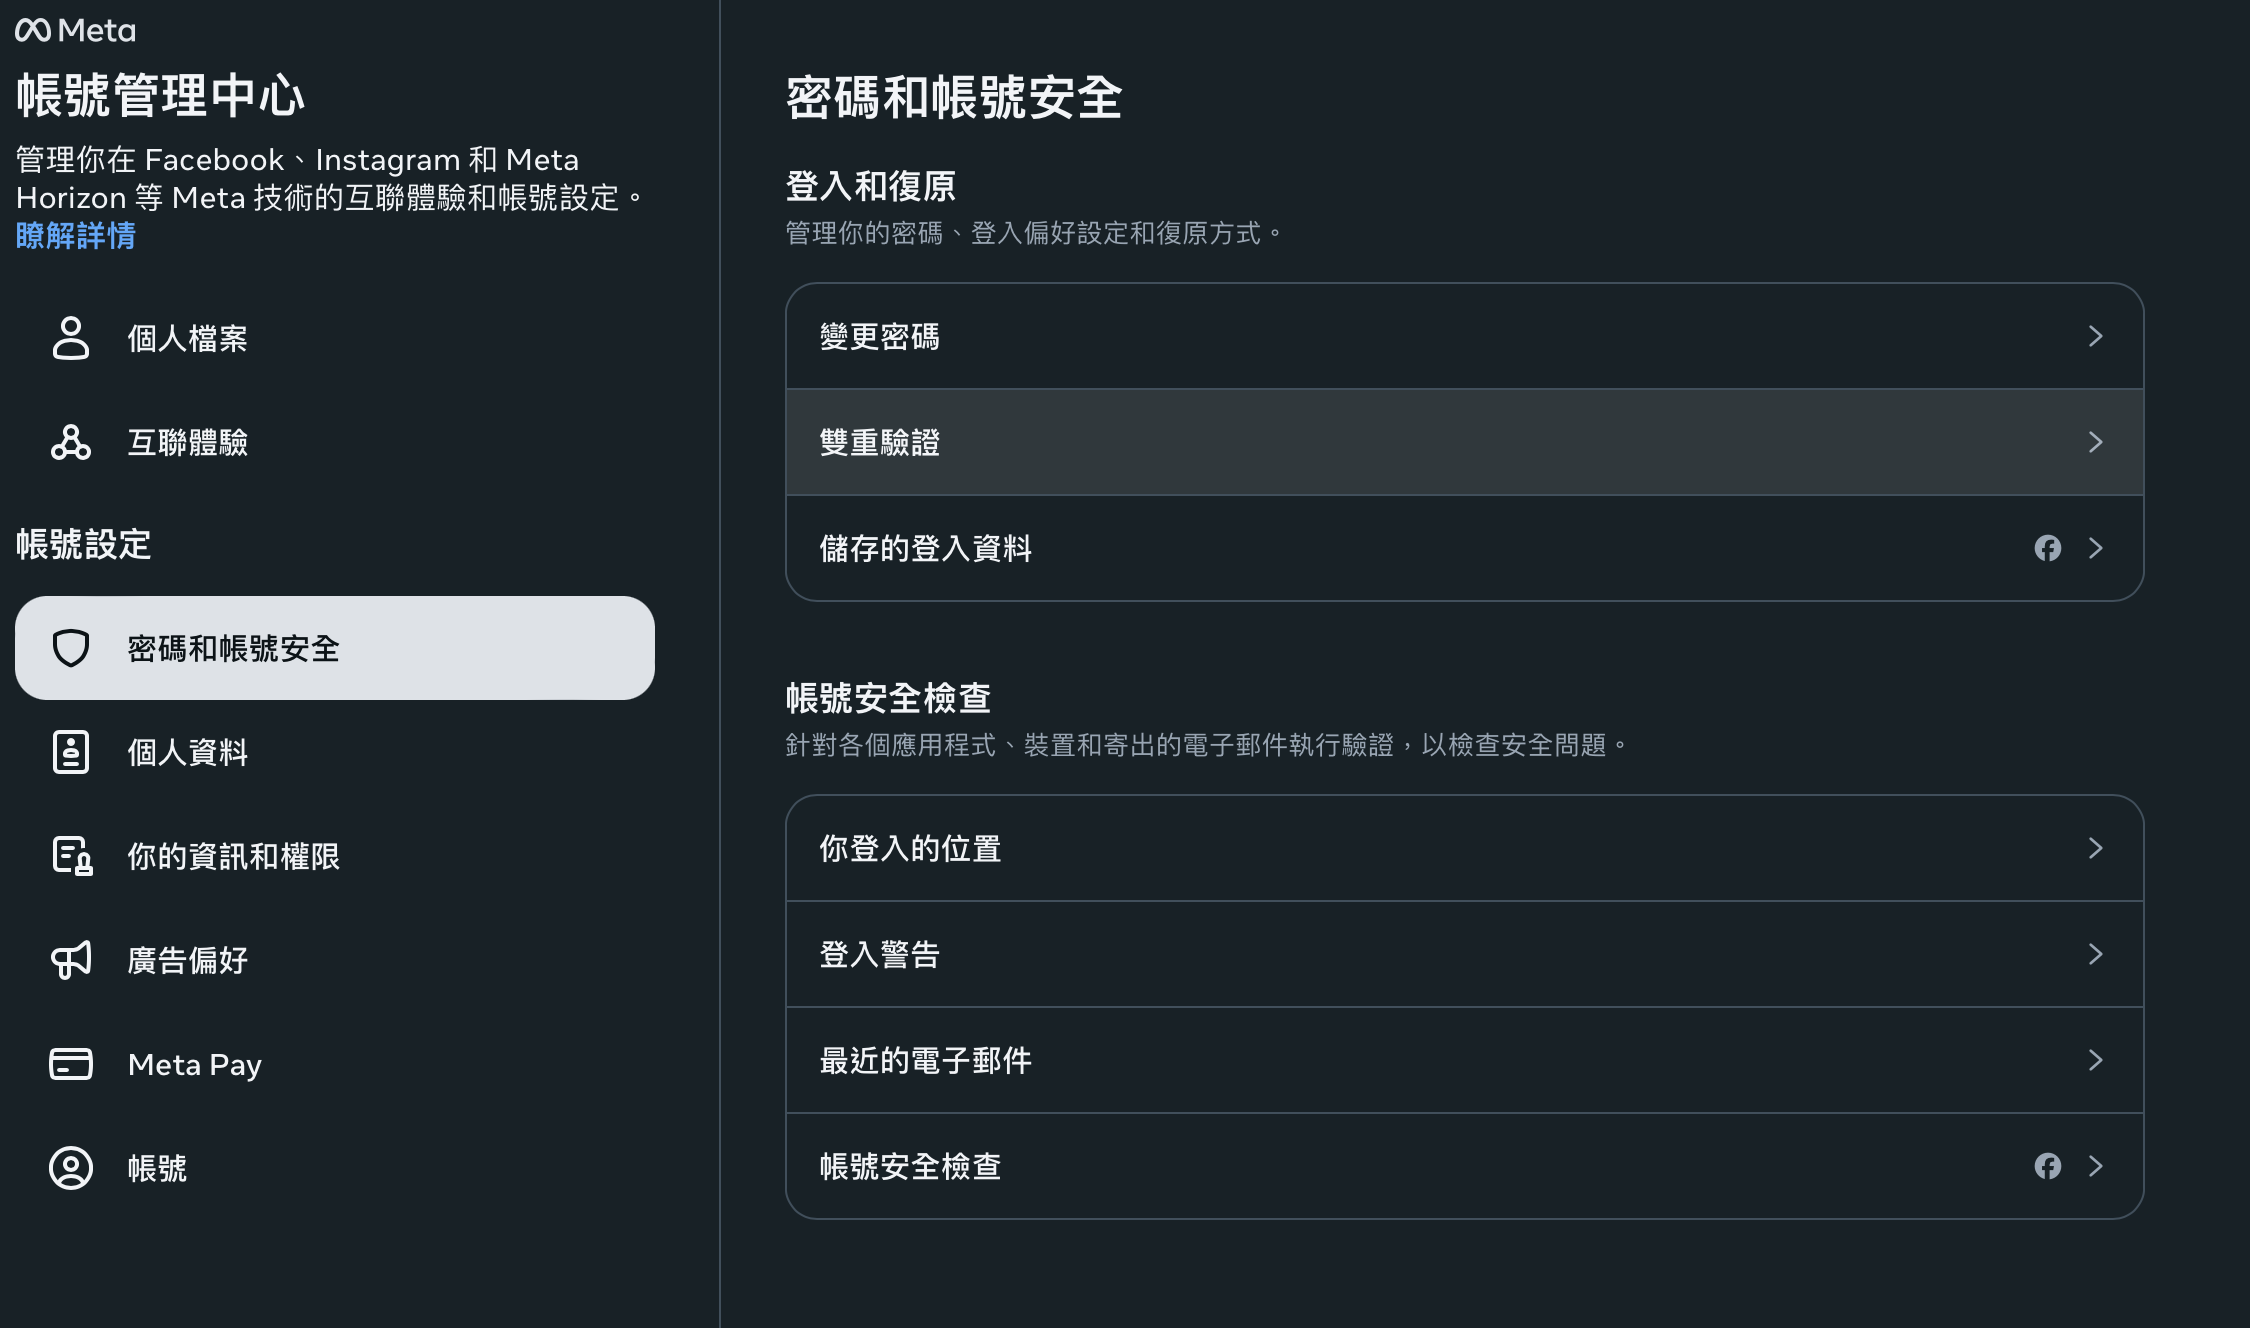 Meta
帳號管理中心
管理你在 Facebook、Instagram 和 Meta
Horizon 等 Meta 技術的互聯體驗和帳號設定。
瞭解詳情
個人檔案
互聯體驗
帳號設定
密碼和帳號安全
個人資料
你的資訊和權限
廣告偏好
Meta Pay
帳號
密碼和帳號安全
登入和復原
管理你的密碼、登入偏好設定和復原方式。
變更密碼
雙重驗證
儲存的登入資料
帳號安全檢查
針對各個應用程式、裝置和寄出的電子郵件執行驗證，以檢查安全問題。
你登入的位置
登入警告
最近的電子郵件
帳號安全檢查